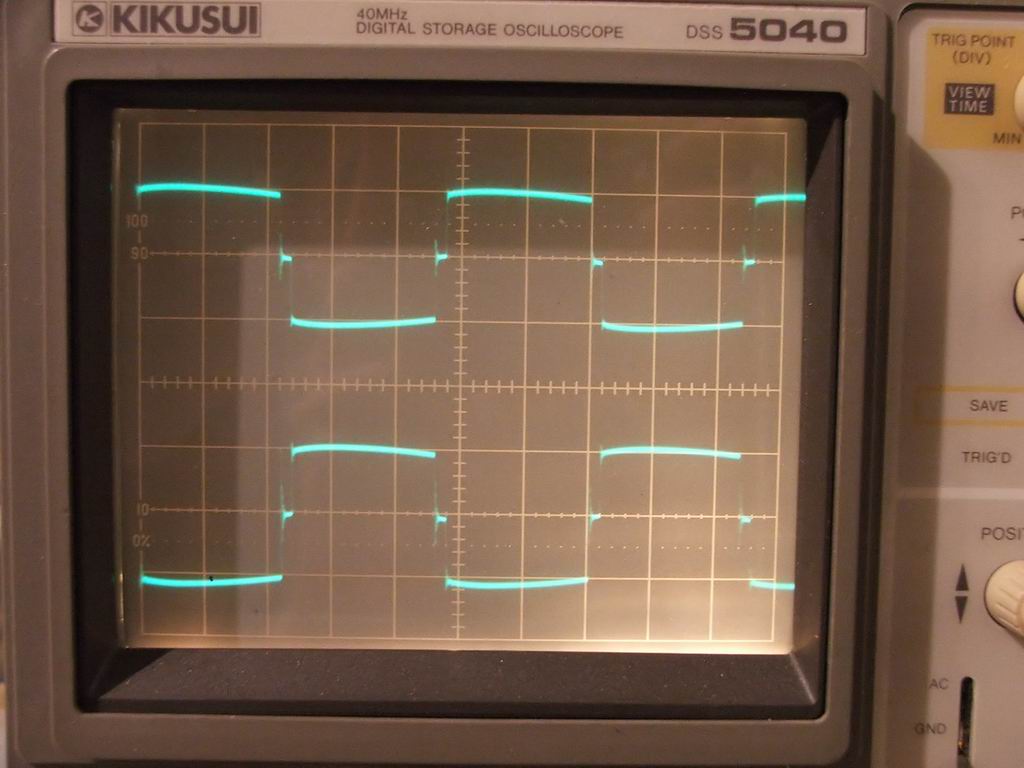 KIKUSUI
40MHz
DIGITAL STORAGE OSCILLOSCOPE
DSS 5040
TRIG POINT
(DIV)
VIEW
TIME
MIN
100
90
10
0%
SAVE
TRIG'D
POSI
AC
GND